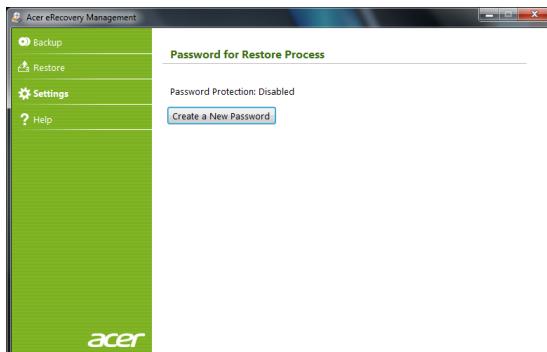 Acer eRecovery Management
Backup
Restore
Settings
? Help
Password for Restore Process
Password Protection: Disabled
Create a New Password
acer